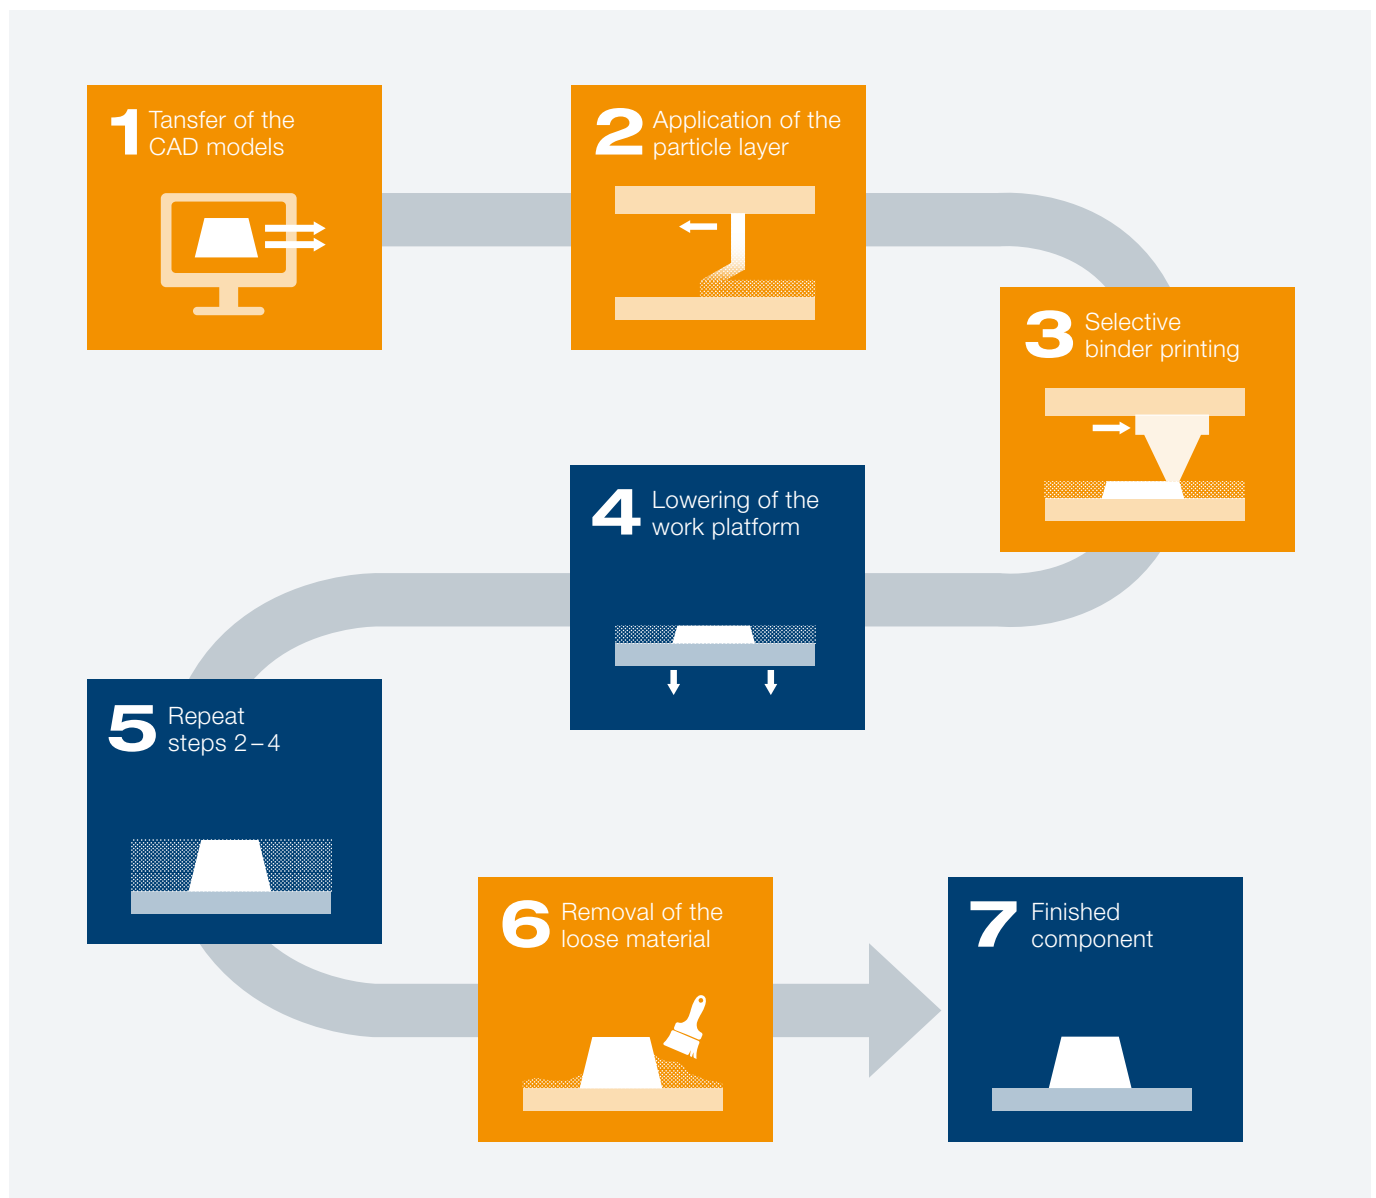 1 Tansfer of the
CAD models
2 Application of the
particle layer
3 Selective
binder printing
4 Lowering of the
work platform
5 Repeat
steps 2 – 4
6 Removal of the
loose material
7 Finished
component